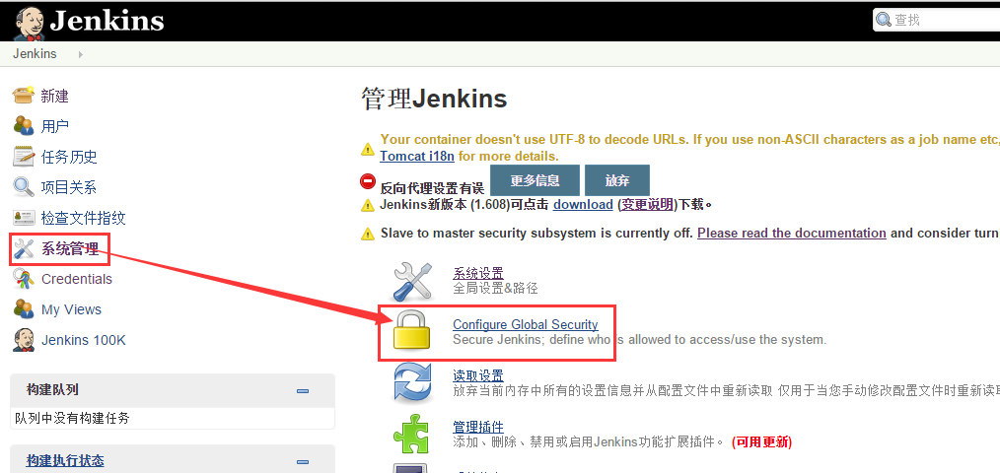 Jenkins
查找
Jenkins
新建
用户
任务历史
项目关系
检查文件指纹
系统管理
Credentials
My Views
Jenkins 100K
构建队列
队列中没有构建任务
构建执行状态
管理Jenkins
Your container doesn't use UTF-8 to decode URLs. If you use non-ASCII characters as a job name etc,
Tomcat i18n for more details.
反向代理设置有误 更多信息 放弃
Jenkins新版本 (1.608)可点击 download (变更说明)下载。
Slave to master security subsystem is currently off. Please read the documentation and consider turn
系统设置
全局设置&路径
Configure Global Security
Secure Jenkins; define who is allowed to access/use the system.
读取设置
放弃当前内存中所有的设置信息并从配置文件中重新读取 仅用于当您手动修改配置文件时重新读取
管理插件
添加、删除、禁用或启用Jenkins功能扩展插件。 (可用更新)